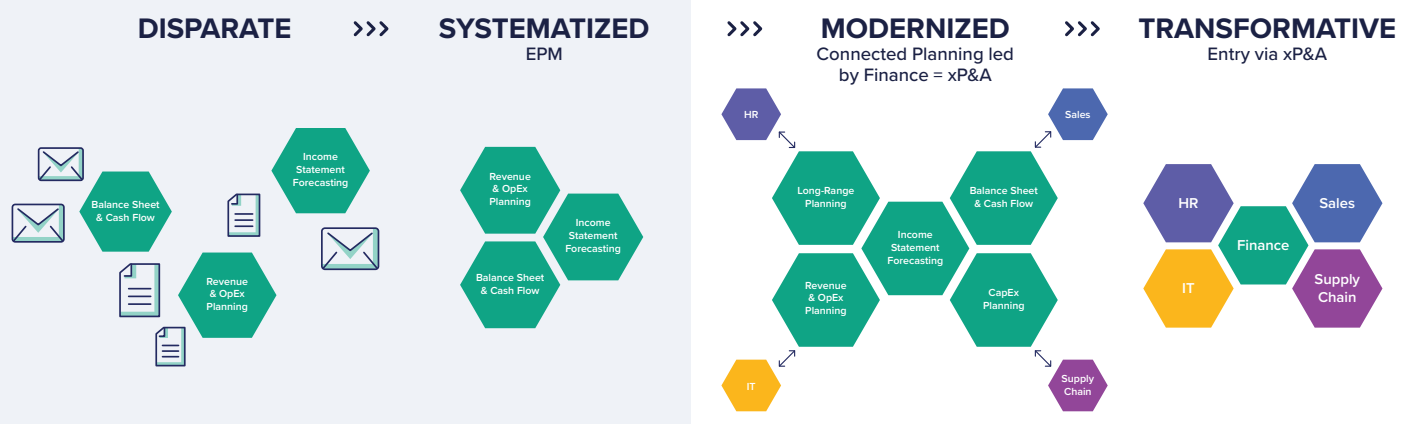 DISPARATE >>> SYSTEMATIZED >>> MODERNIZED >>> TRANSFORMATIVE
EPM
Connected Planning led
by Finance = xP&A
Entry via xP&A
Balance Sheet
& Cash Flow
Income
Statement
Forecasting
Revenue
& OpEx
Planning
Revenue
& OpEx
Planning
Income
Statement
Forecasting
Balance Sheet
& Cash Flow
HR
Sales
Long-Range
Planning
Balance Sheet
& Cash Flow
Income
Statement
Forecasting
Revenue
& OpEx
Planning
CapEx
Planning
IT
Supply
Chain
HR
Sales
Finance
IT
Supply
Chain